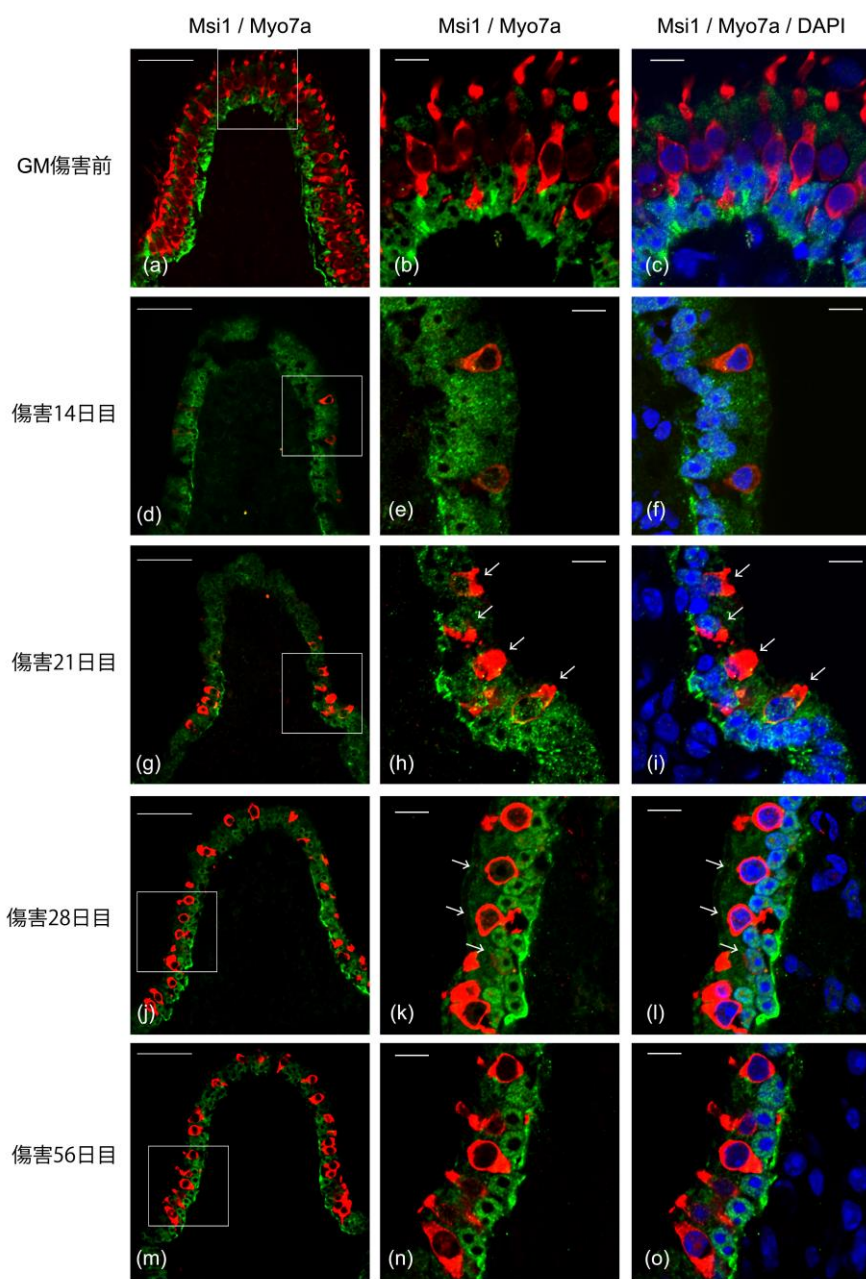 Msi1 / Myo7a
Msi1 / Myo7a
Msi1 / Myo7a / DAPI
GM傷害前
(a)
(b)
(c)
傷害14日目
(d)
(e)
(f)
傷害21日目
(g)
(h)
(i)
傷害28日目
(j)
(k)
(l)
傷害56日目
(m)
(n)
(o)